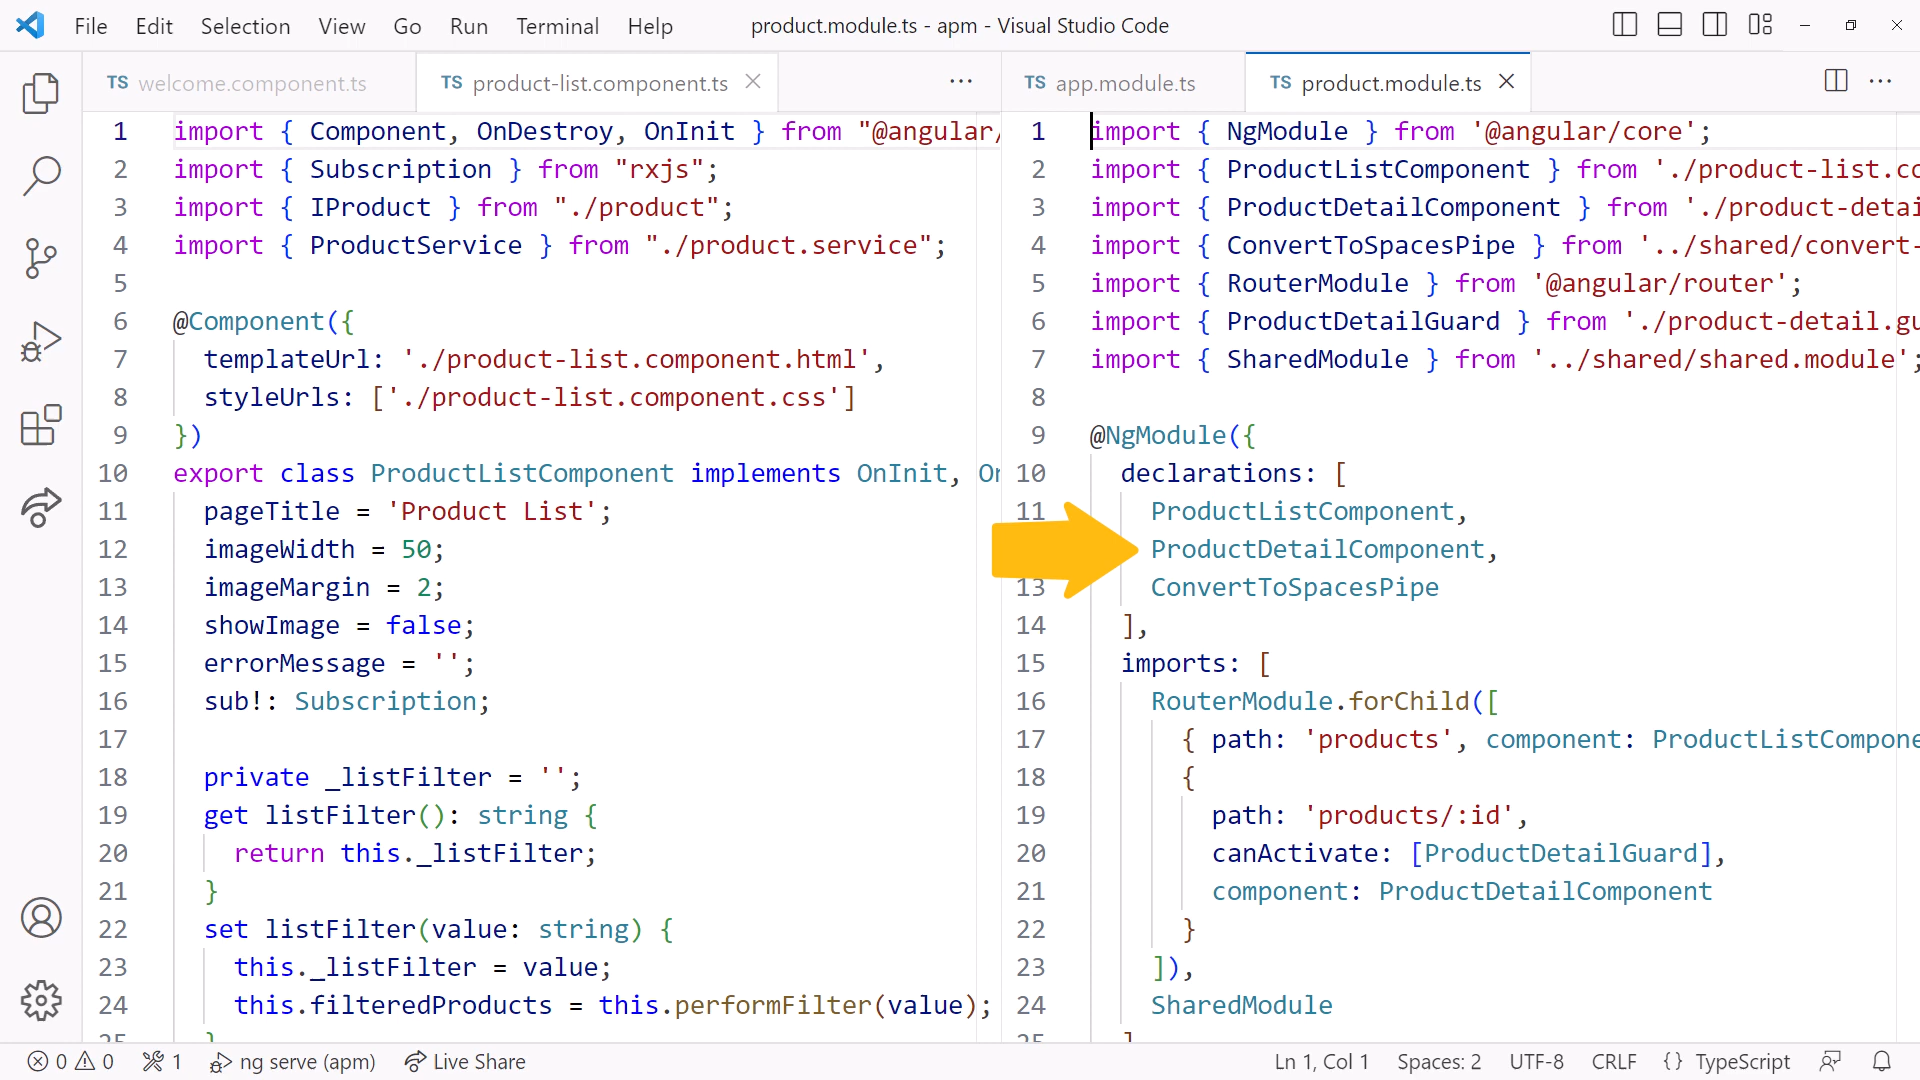 File Edit Selection View Go Run Terminal Help
product.module.ts - apm - Visual Studio Code
TS welcome.component.ts
TS product-list.component.ts
1 import { Component, OnDestroy, OnInit } from "@angular/
2 import { Subscription } from "rxjs";
3 import { IProduct } from "./product";
4 import { ProductService } from "./product.service";
5
6 @Component({
7 templateUrl: './product-list.component.html',
8 styleUrls: ['./product-list.component.css']
9 })
10 export class ProductListComponent implements OnInit, On
11 pageTitle = 'Product List';
12 imageWidth = 50;
13 imageMargin = 2;
14 showImage = false;
15 errorMessage = '';
16 sub!: Subscription;
17
18 private _listFilter = '';
19 get listFilter(): string {
20 return this._listFilter;
21 }
22 set listFilter(value: string) {
23 this._listFilter = value;
24 this.filteredProducts = this.performFilter(value);
25 }
TS app.module.ts
TS product.module.ts
1 import { NgModule } from '@angular/core';
2 import { ProductListComponent } from './product-list.co
3 import { ProductDetailComponent } from './product-detai
4 import { ConvertToSpacesPipe } from '../shared/convert-
5 import { RouterModule } from '@angular/router';
6 import { ProductDetailGuard } from './product-detail.gu
7 import { SharedModule } from '../shared/shared.module';
8
9 @NgModule({
10 declarations: [
11 ProductListComponent,
ProductDetailComponent,
13 ConvertToSpacesPipe
14 ],
15 imports: [
16 RouterModule.forChild([
17 { path: 'products', component: ProductListCompone
18 {
19 path: 'products/:id',
20 canActivate: [ProductDetailGuard],
21 component: ProductDetailComponent
22 }
23 ]),
24 SharedModule
25 ]
0 0 1 ng serve (apm) Live Share
Ln 1, Col 1 Spaces: 2 UTF-8 CRLF {} TypeScript